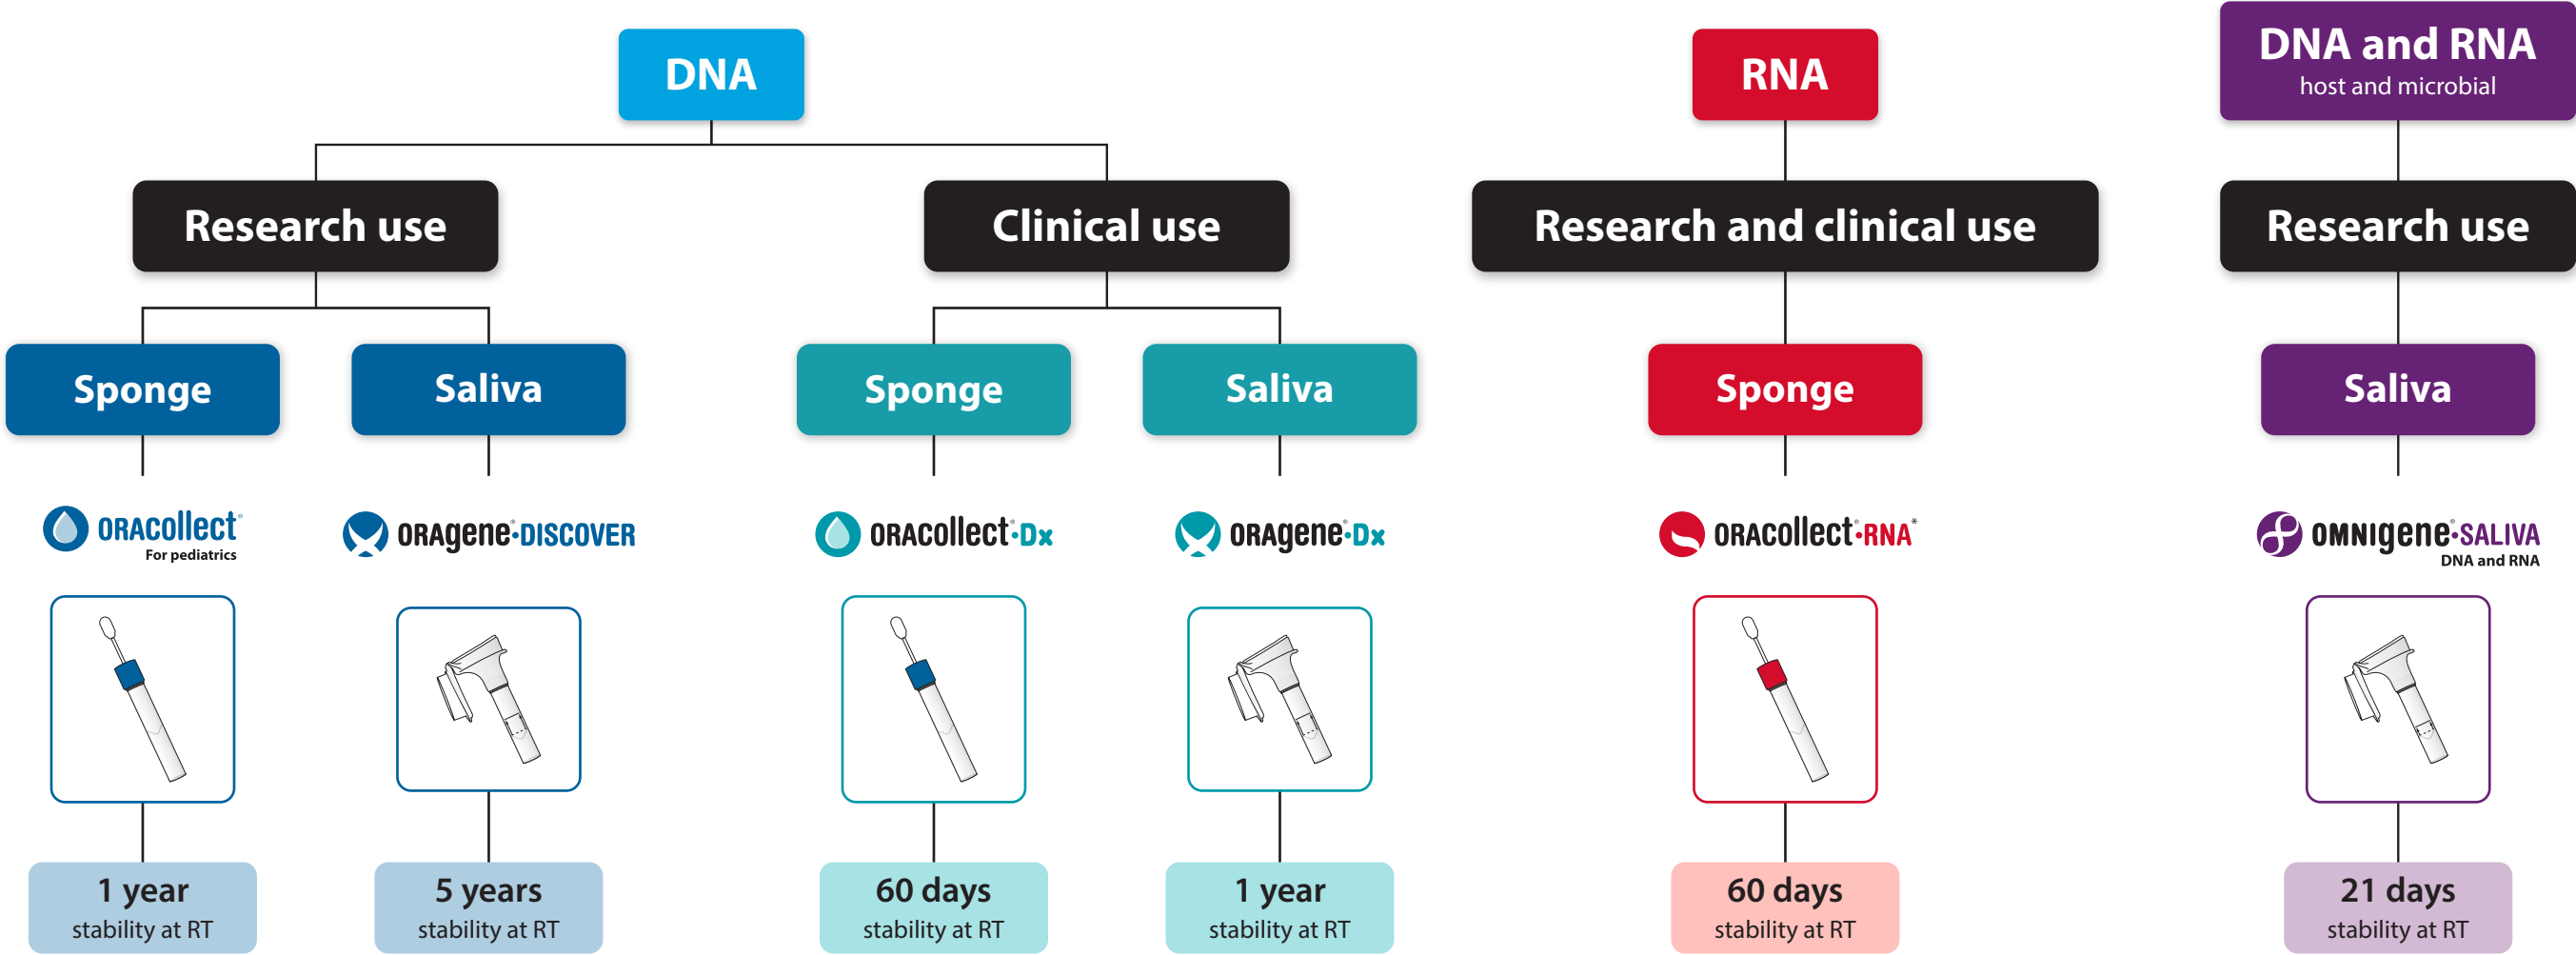 DNA
RNA
DNA and RNA
host and microbial
Research use
Clinical use
Research and clinical use
Research use
Sponge
Saliva
Sponge
Saliva
Sponge
Saliva
ORAcollect®
For pediatrics
ORAgene®•DISCOVER
ORAcollect®•Dx
ORAgene®•Dx
ORAcollect®•RNA*
OMNIgene®•SALIVA
DNA and RNA
1 year
stability at RT
5 years
stability at RT
60 days
stability at RT
1 year
stability at RT
60 days
stability at RT
21 days
stability at RT